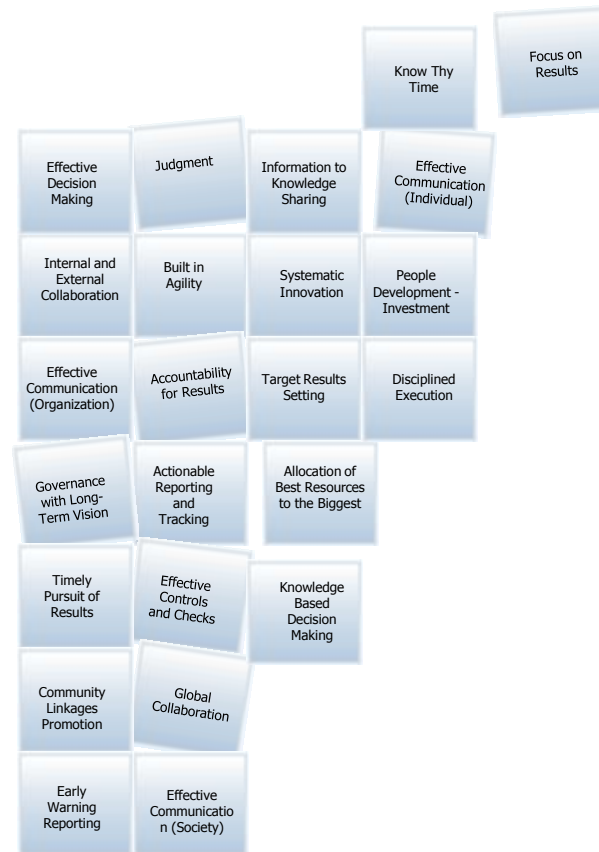 Focus on
Results
Know Thy
Time
Effective
Decision
Making
Judgment
Information to
Knowledge
Sharing
Effective
Communication
(Individual)
Internal and
External
Collaboration
Built in
Agility
Systematic
Innovation
People
Development -
Investment
Effective
Communication
(Organization)
Accountability
for Results
Target Results
Setting
Disciplined
Execution
Governance
with Long-
Term Vision
Actionable
Reporting
and
Tracking
Allocation of
Best Resources
to the Biggest
Timely
Pursuit of
Results
Effective
Controls
and Checks
Knowledge
Based
Decision
Making
Community
Linkages
Promotion
Global
Collaboration
Early
Warning
Reporting
Effective
Communicatio
n (Society)